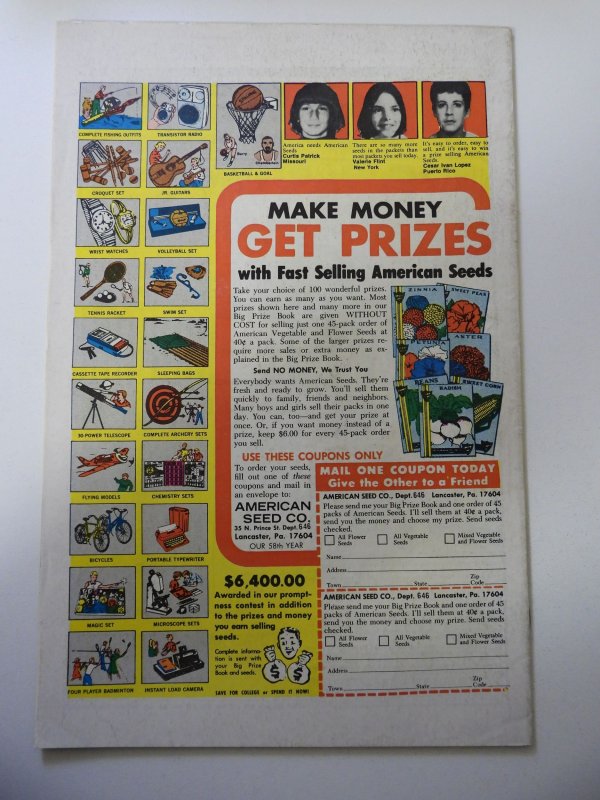 COMPLETE FISHING OUTFITS
TRANSISTOR RADIO
CROQUET SET
JR. GUITARS
WRIST WATCHES
VOLLEYBALL SET
TENNIS RACKET
SWIM SET
CASSETTE TAPE RECORDER
SLEEPING BAGS
30-POWER TELESCOPE
COMPLETE ARCHERY SETS
FLYING MODELS
CHEMISTRY SETS
BICYCLES
PORTABLE TYPEWRITER
MAGIC SET
MICROSCOPE SETS
FOUR PLAYER BADMINTON
INSTANT LOAD CAMERA
Barry
Chamberlain
BASKETBALL & GOAL
America needs American
Seeds
Curtis Patrick
Missouri
There are so many more
seeds in the packets than
most packets you sell today.
Valerie Flint
New York
It's easy to order, easy to
sell, and it's easy to win
a prize selling American
Seeds.
Cesar Ivan Lopez
Puerto Rico
MAKE MONEY
GET PRIZES
with Fast Selling American Seeds
Take your choice of 100 wonderful prizes.
You can earn as many as you want. Most
prizes shown here and many more in our
Big Prize Book are given WITHOUT
COST for selling just one 45-pack order of
American Vegetable and Flower Seeds at
40¢ a pack. Some of the larger prizes re-
quire more sales or extra money as ex-
plained in the Big Prize Book.
Send NO MONEY, We Trust You
Everybody wants American Seeds. They're
fresh and ready to grow. You'll sell them
quickly to family, friends and neighbors.
Many boys and girls sell their packs in one
day. You can, too—and get your prize at
once. Or, if you want money instead of a
prize, keep $6.00 for every 45-pack order
you sell.
ZINNIA
SWEET PEAS
PETUNIA
ASTER
BEANS
RADISH
SWEET CORN
USE THESE COUPONS ONLY
To order your seeds,
fill out one of these
coupons and mail in
an envelope to:
AMERICAN
SEED CO.
35 N. Prince St. Dept. 646
Lancaster, Pa. 17604
OUR 58th YEAR
$6,400.00
Awarded in our prompt-
ness contest in addition
to the prizes and money
you earn selling
seeds.
Complete informa-
tion is sent with
your Big Prize
Book and seeds.
$ $
SAVE FOR COLLEGE or SPEND IT NOW!
MAIL ONE COUPON TODAY
Give the Other to a Friend
AMERICAN SEED CO., Dept. 646 Lancaster, Pa. 17604
Please send me your Big Prize Book and one order of 45
packs of American Seeds. I'll sell them at 40¢ a pack,
send you the money and choose my prize. Send seeds
checked.
All Flower Seeds
All Vegetable Seeds
Mixed Vegetable and Flower Seeds
Name
Address
Town State Zip Code
AMERICAN SEED CO., Dept. 646 Lancaster, Pa. 17604
Please send me your Big Prize Book and one order of 45
packs of American Seeds. I'll sell them at 40¢ a pack,
send you the money and choose my prize. Send seeds
checked.
All Flower Seeds
All Vegetable Seeds
Mixed Vegetable and Flower Seeds
Name
Address
Town State Zip Code